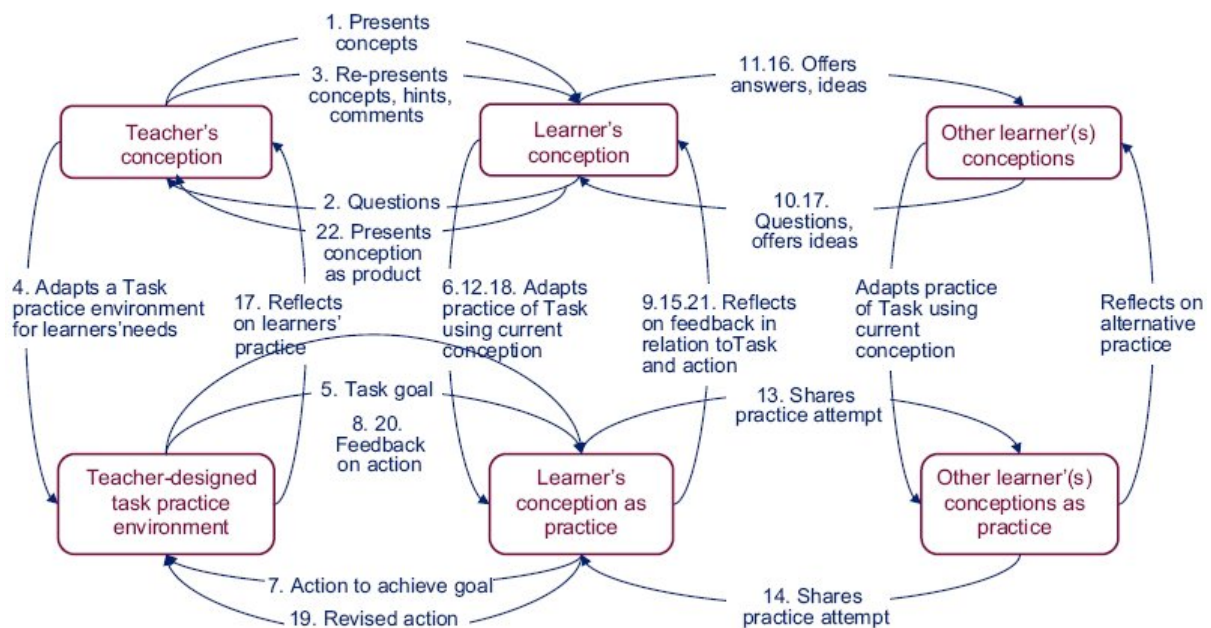 1. Presents
concepts
3. Re-presents
concepts, hints,
comments
11.16. Offers
answers, ideas
Teacher's
conception
Learner's
conception
Other learner'(s)
conceptions
2. Questions
22. Presents
conception
as product
10.17.
Questions,
offers ideas
4. Adapts a Task
practice environment
for learners'needs
17. Reflects
on learners'
practice
6.12.18. Adapts
practice of Task
using current
conception
9.15.21. Reflects
on feedback in
relation toTask
and action
Adapts practice
of Task using
current
conception
Reflects on
alternative
practice
5. Task goal
8. 20.
Feedback
on action
13. Shares
practice attempt
Teacher-designed
task practice
environment
Learner's
conception as
practice
Other learner'(s)
conceptions as
practice
7. Action to achieve goal
19. Revised action
14. Shares
practice attempt